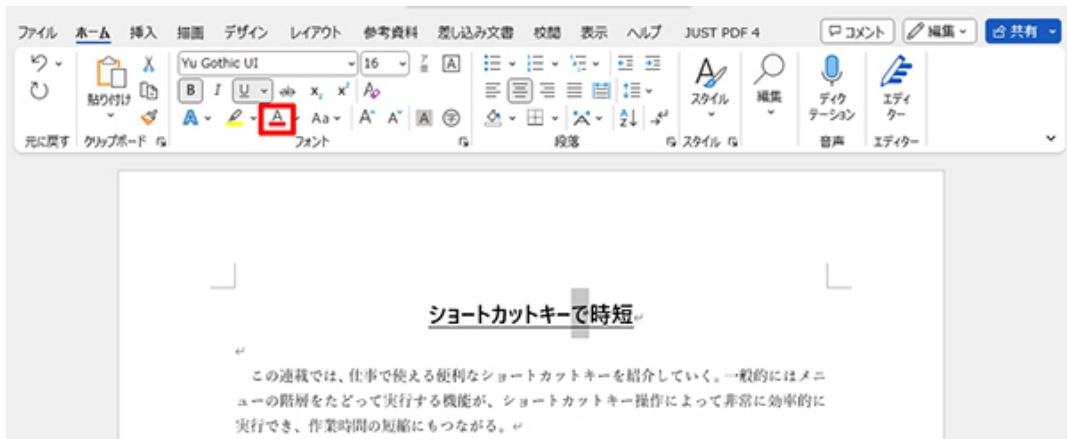 ファイル ホーム 挿入 描画 デザイン レイアウト 参考資料 差し込み文書 校閲 表示 ヘルプ JUST PDF 4 コメント 編集 共有
Yu Gothic UI 16
B I U ab x₂ x² A
A A Aa A A A 字
貼り付け スタイル 編集 ディク
テーション エディ
ター
元に戻す クリップボード フォント 段落 スタイル 音声 エディター
ショートカットキーで時短
この連載では、仕事で使える便利なショートカットキーを紹介していく。一般的にはメニ
ューの階層をたどって実行する機能が、ショートカットキー操作によって非常に効率的に
実行でき、作業時間の短縮にもつながる。